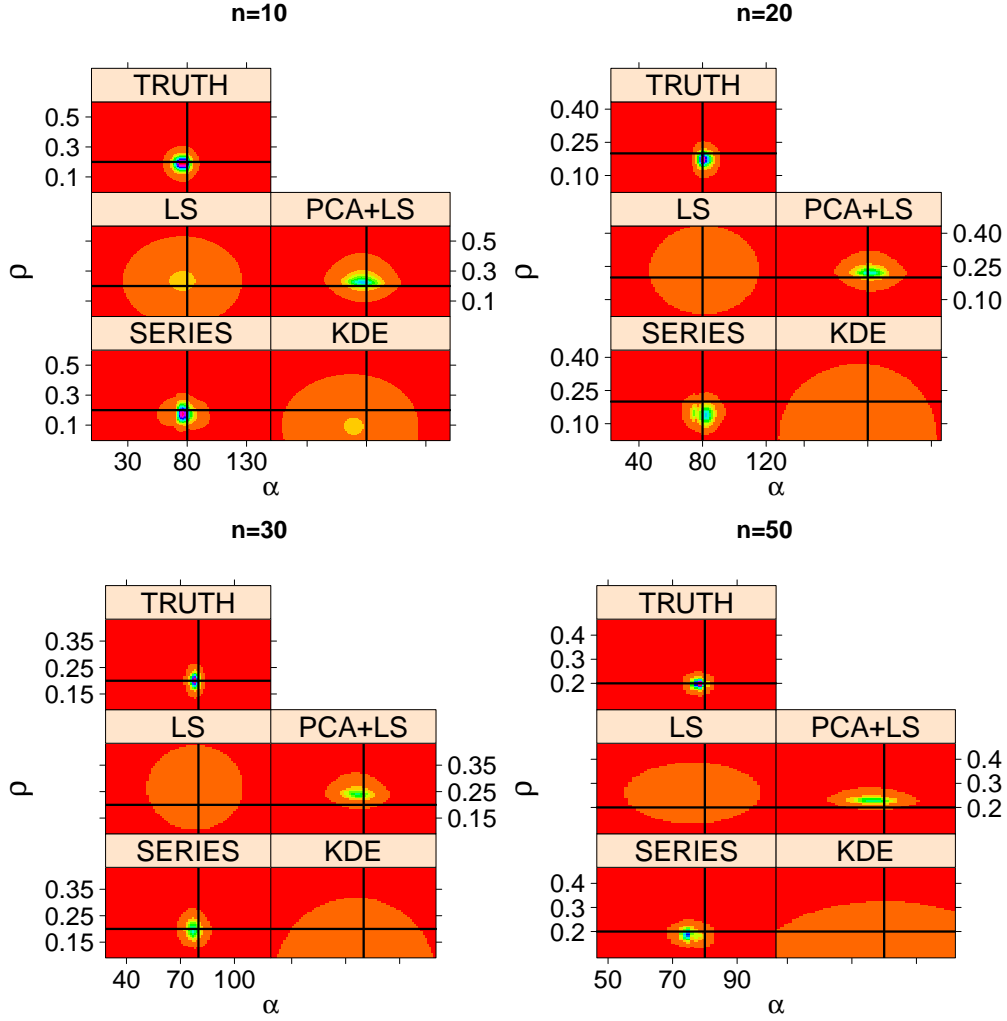 n=10
TRUTH
0.5
0.3
0.1
LS
PCA+LS
0.5
0.3
0.1
ρ
SERIES
KDE
0.5
0.3
0.1
30 80 130
α
n=20
TRUTH
0.40
0.25
0.10
LS
PCA+LS
0.40
0.25
0.10
ρ
SERIES
KDE
0.40
0.25
0.10
40 80 120
α
n=30
TRUTH
0.35
0.25
0.15
LS
PCA+LS
0.35
0.25
0.15
ρ
SERIES
KDE
0.35
0.25
0.15
40 70 100
α
n=50
TRUTH
0.4
0.3
0.2
LS
PCA+LS
0.4
0.3
0.2
ρ
SERIES
KDE
0.4
0.3
0.2
50 70 90
α